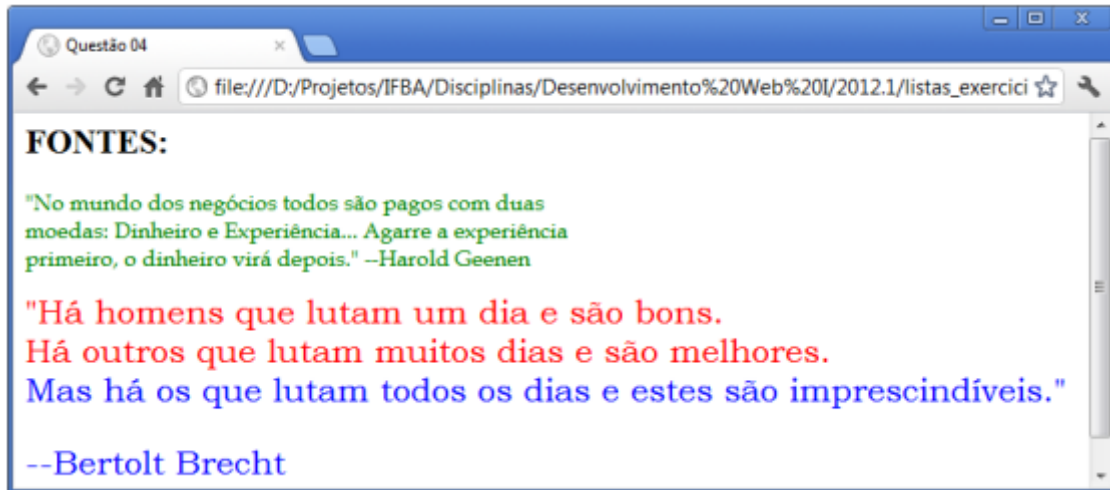 Questão 04
file:///D:/Projetos/IFBA/Disciplinas/Desenvolvimento%20Web%20I/2012.1/listas_exercici
FONTES:
"No mundo dos negócios todos são pagos com duas
moedas: Dinheiro e Experiência... Agarre a experiência
primeiro, o dinheiro virá depois." --Harold Geenen
"Há homens que lutam um dia e são bons.
Há outros que lutam muitos dias e são melhores.
Mas há os que lutam todos os dias e estes são imprescindíveis."
--Bertolt Brecht